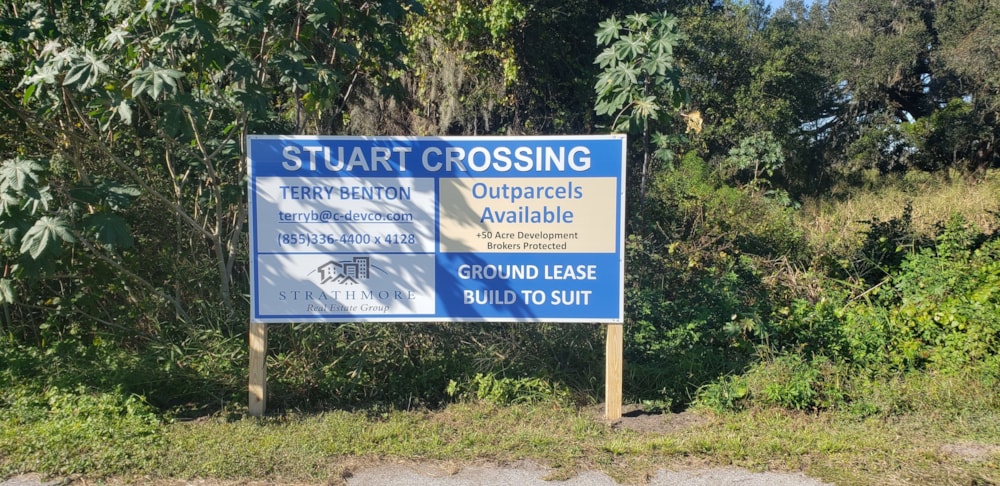 STUART CROSSING
TERRY BENTON
terryb@c-devco.com
(855)336-4400 x 4128
STRATHMORE
Real Estate Group
Outparcels
Available
+50 Acre Development
Brokers Protected
GROUND LEASE
BUILD TO SUIT